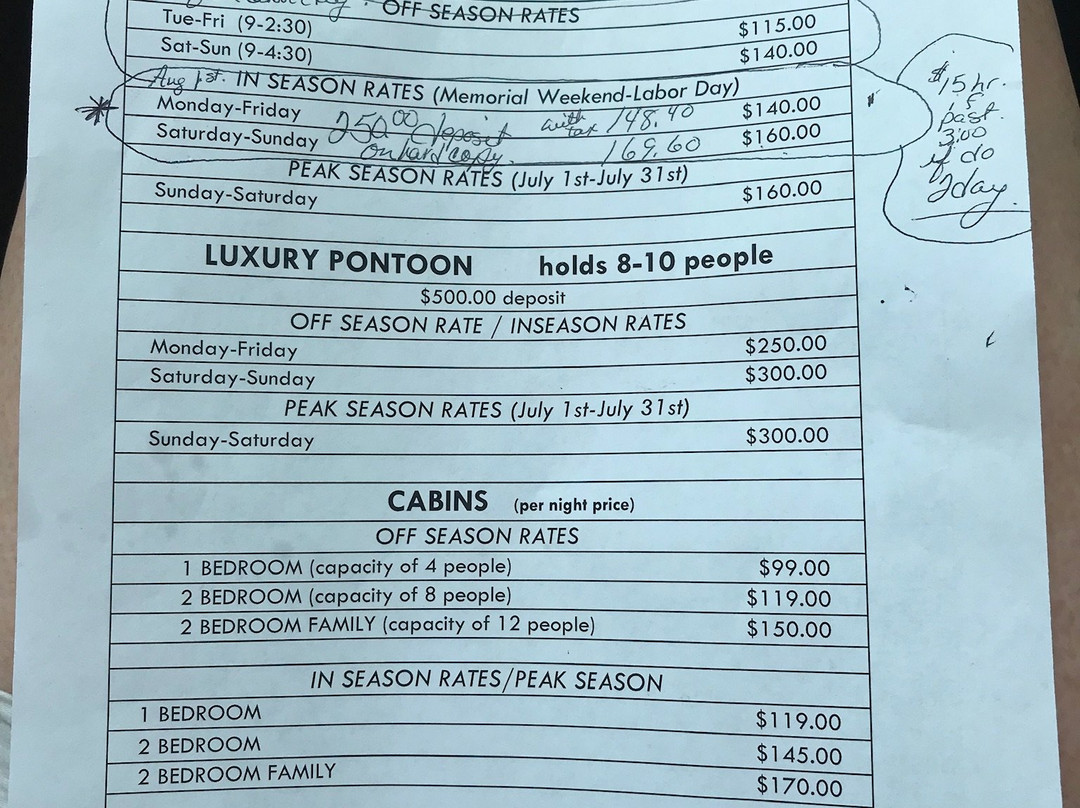 OFF SEASON RATES
Tue-Fri (9-2:30) $115.00
Sat-Sun (9-4:30) $140.00
Aug 1st. IN SEASON RATES (Memorial Weekend-Labor Day)
Monday-Friday with tax 148.40 $140.00
Saturday-Sunday 250.00 deposit 169.60 $160.00
on hard copy.
PEAK SEASON RATES (July 1st-July 31st)
Sunday-Saturday $160.00
$15 hr.
past
3:00
if do
2day.
LUXURY PONTOON holds 8-10 people
$500.00 deposit
OFF SEASON RATE / INSEASON RATES
Monday-Friday $250.00
Saturday-Sunday $300.00
PEAK SEASON RATES (July 1st-July 31st)
Sunday-Saturday $300.00
CABINS (per night price)
OFF SEASON RATES
1 BEDROOM (capacity of 4 people) $99.00
2 BEDROOM (capacity of 8 people) $119.00
2 BEDROOM FAMILY (capacity of 12 people) $150.00
IN SEASON RATES/PEAK SEASON
1 BEDROOM $119.00
2 BEDROOM $145.00
2 BEDROOM FAMILY $170.00